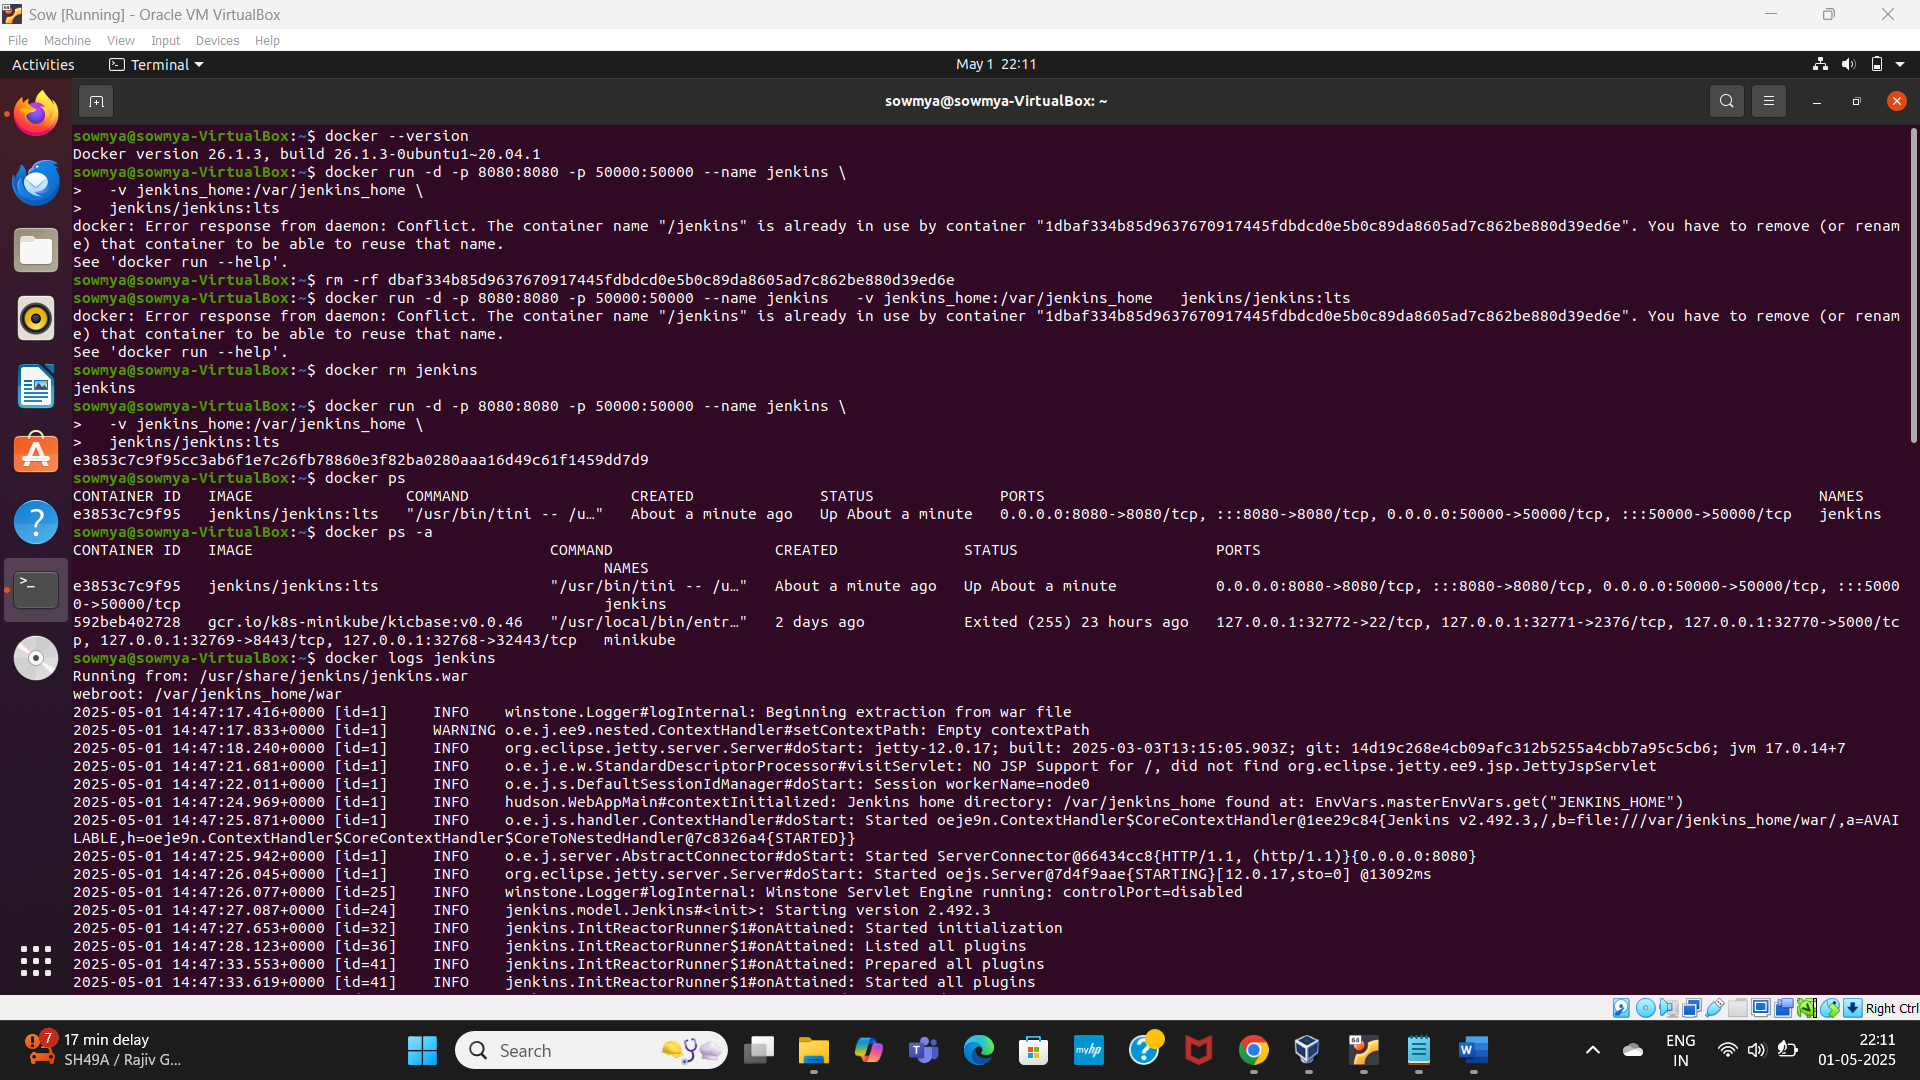 Sow [Running] - Oracle VM VirtualBox
File Machine View Input Devices Help
Activities Terminal May 1 22:11
sowmya@sowmya-VirtualBox: ~
sowmya@sowmya-VirtualBox:~$ docker --version
Docker version 26.1.3, build 26.1.3-0ubuntu1~20.04.1
sowmya@sowmya-VirtualBox:~$ docker run -d -p 8080:8080 -p 50000:50000 --name jenkins \
>   -v jenkins_home:/var/jenkins_home \
>   jenkins/jenkins:lts
docker: Error response from daemon: Conflict. The container name "/jenkins" is already in use by container "1dbaf334b85d9637670917445fdbdcd0e5b0c89da8605ad7c862be880d39ed6e". You have to remove (or renam
e) that container to be able to reuse that name.
See 'docker run --help'.
sowmya@sowmya-VirtualBox:~$ rm -rf dbaf334b85d9637670917445fdbdcd0e5b0c89da8605ad7c862be880d39ed6e
sowmya@sowmya-VirtualBox:~$ docker run -d -p 8080:8080 -p 50000:50000 --name jenkins   -v jenkins_home:/var/jenkins_home   jenkins/jenkins:lts
docker: Error response from daemon: Conflict. The container name "/jenkins" is already in use by container "1dbaf334b85d9637670917445fdbdcd0e5b0c89da8605ad7c862be880d39ed6e". You have to remove (or renam
e) that container to be able to reuse that name.
See 'docker run --help'.
sowmya@sowmya-VirtualBox:~$ docker rm jenkins
jenkins
sowmya@sowmya-VirtualBox:~$ docker run -d -p 8080:8080 -p 50000:50000 --name jenkins \
>   -v jenkins_home:/var/jenkins_home \
>   jenkins/jenkins:lts
e3853c7c9f95cc3ab6f1e7c26fb78860e3f82ba0280aaa16d49c61f1459dd7d9
sowmya@sowmya-VirtualBox:~$ docker ps
CONTAINER ID   IMAGE                 COMMAND                  CREATED              STATUS              PORTS                                                                                      NAMES
e3853c7c9f95   jenkins/jenkins:lts   "/usr/bin/tini -- /u…"   About a minute ago   Up About a minute   0.0.0.0:8080->8080/tcp, :::8080->8080/tcp, 0.0.0.0:50000->50000/tcp, :::50000->50000/tcp   jenkins
sowmya@sowmya-VirtualBox:~$ docker ps -a
CONTAINER ID   IMAGE                                 COMMAND                  CREATED              STATUS                      PORTS
NAMES
e3853c7c9f95   jenkins/jenkins:lts                   "/usr/bin/tini -- /u…"   About a minute ago   Up About a minute           0.0.0.0:8080->8080/tcp, :::8080->8080/tcp, 0.0.0.0:50000->50000/tcp, :::5000
0->50000/tcp   jenkins
592beb402728   gcr.io/k8s-minikube/kicbase:v0.0.46   "/usr/local/bin/entr…"   2 days ago           Exited (255) 23 hours ago   127.0.0.1:32772->22/tcp, 127.0.0.1:32771->2376/tcp, 127.0.0.1:32770->5000/tc
p, 127.0.0.1:32769->8443/tcp, 127.0.0.1:32768->32443/tcp   minikube
sowmya@sowmya-VirtualBox:~$ docker logs jenkins
Running from: /usr/share/jenkins/jenkins.war
webroot: /var/jenkins_home/war
2025-05-01 14:47:17.416+0000 [id=1]     INFO    winstone.Logger#logInternal: Beginning extraction from war file
2025-05-01 14:47:17.833+0000 [id=1]     WARNING o.e.j.ee9.nested.ContextHandler#setContextPath: Empty contextPath
2025-05-01 14:47:18.240+0000 [id=1]     INFO    org.eclipse.jetty.server.Server#doStart: jetty-12.0.17; built: 2025-03-03T13:15:05.903Z; git: 14d19c268e4cb09afc312b5255a4cbb7a95c5cb6; jvm 17.0.14+7
2025-05-01 14:47:21.681+0000 [id=1]     INFO    o.e.j.e.w.StandardDescriptorProcessor#visitServlet: NO JSP Support for /, did not find org.eclipse.jetty.ee9.jsp.JettyJspServlet
2025-05-01 14:47:22.011+0000 [id=1]     INFO    o.e.j.s.DefaultSessionIdManager#doStart: Session workerName=node0
2025-05-01 14:47:24.969+0000 [id=1]     INFO    hudson.WebAppMain#contextInitialized: Jenkins home directory: /var/jenkins_home found at: EnvVars.masterEnvVars.get("JENKINS_HOME")
2025-05-01 14:47:25.871+0000 [id=1]     INFO    o.e.j.s.handler.ContextHandler#doStart: Started oeje9n.ContextHandler$CoreContextHandler@1ee29c84{Jenkins v2.492.3,/,b=file:///var/jenkins_home/war/,a=AVAI
LABLE,h=oeje9n.ContextHandler$CoreContextHandler$CoreToNestedHandler@7c8326a4{STARTED}}
2025-05-01 14:47:25.942+0000 [id=1]     INFO    o.e.j.server.AbstractConnector#doStart: Started ServerConnector@66434cc8{HTTP/1.1, (http/1.1)}{0.0.0.0:8080}
2025-05-01 14:47:26.045+0000 [id=1]     INFO    org.eclipse.jetty.server.Server#doStart: Started oejs.Server@7d4f9aae{STARTING}[12.0.17,sto=0] @13092ms
2025-05-01 14:47:26.077+0000 [id=25]    INFO    winstone.Logger#logInternal: Winstone Servlet Engine running: controlPort=disabled
2025-05-01 14:47:27.087+0000 [id=24]    INFO    jenkins.model.Jenkins#<init>: Starting version 2.492.3
2025-05-01 14:47:27.653+0000 [id=32]    INFO    jenkins.InitReactorRunner$1#onAttained: Started initialization
2025-05-01 14:47:28.123+0000 [id=36]    INFO    jenkins.InitReactorRunner$1#onAttained: Listed all plugins
2025-05-01 14:47:33.553+0000 [id=41]    INFO    jenkins.InitReactorRunner$1#onAttained: Prepared all plugins
2025-05-01 14:47:33.619+0000 [id=41]    INFO    jenkins.InitReactorRunner$1#onAttained: Started all plugins
Right Ctrl
7
17 min delay
SH49A / Rajiv G...
Search
myhp
64
W
ENG
IN
22:11
01-05-2025